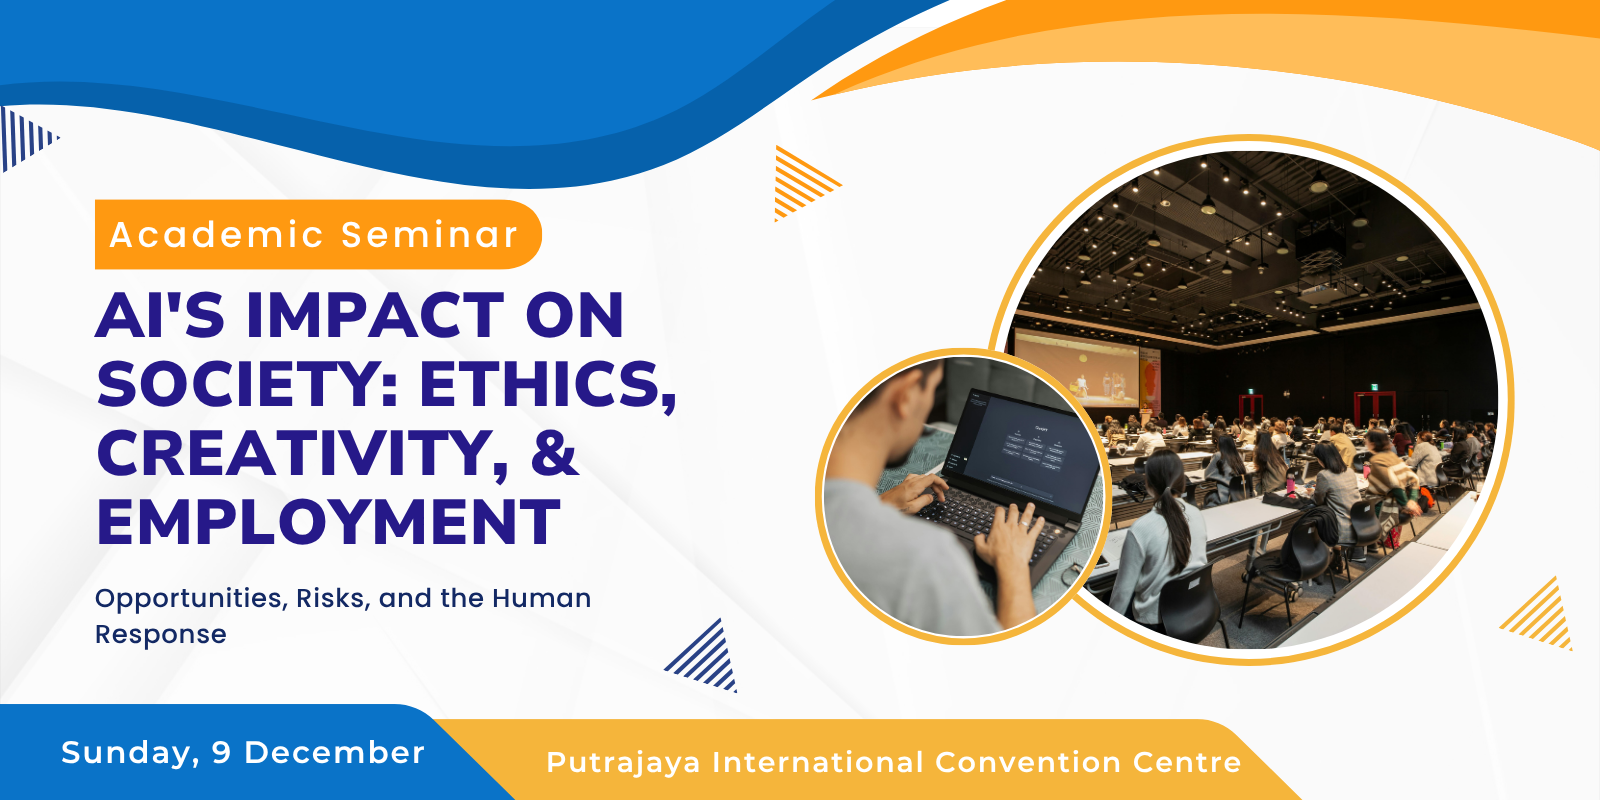 Academic Seminar
AI'S IMPACT ON
SOCIETY: ETHICS,
CREATIVITY, &
EMPLOYMENT
Opportunities, Risks, and the Human
Response
Sunday, 9 December
Putrajaya International Convention Centre